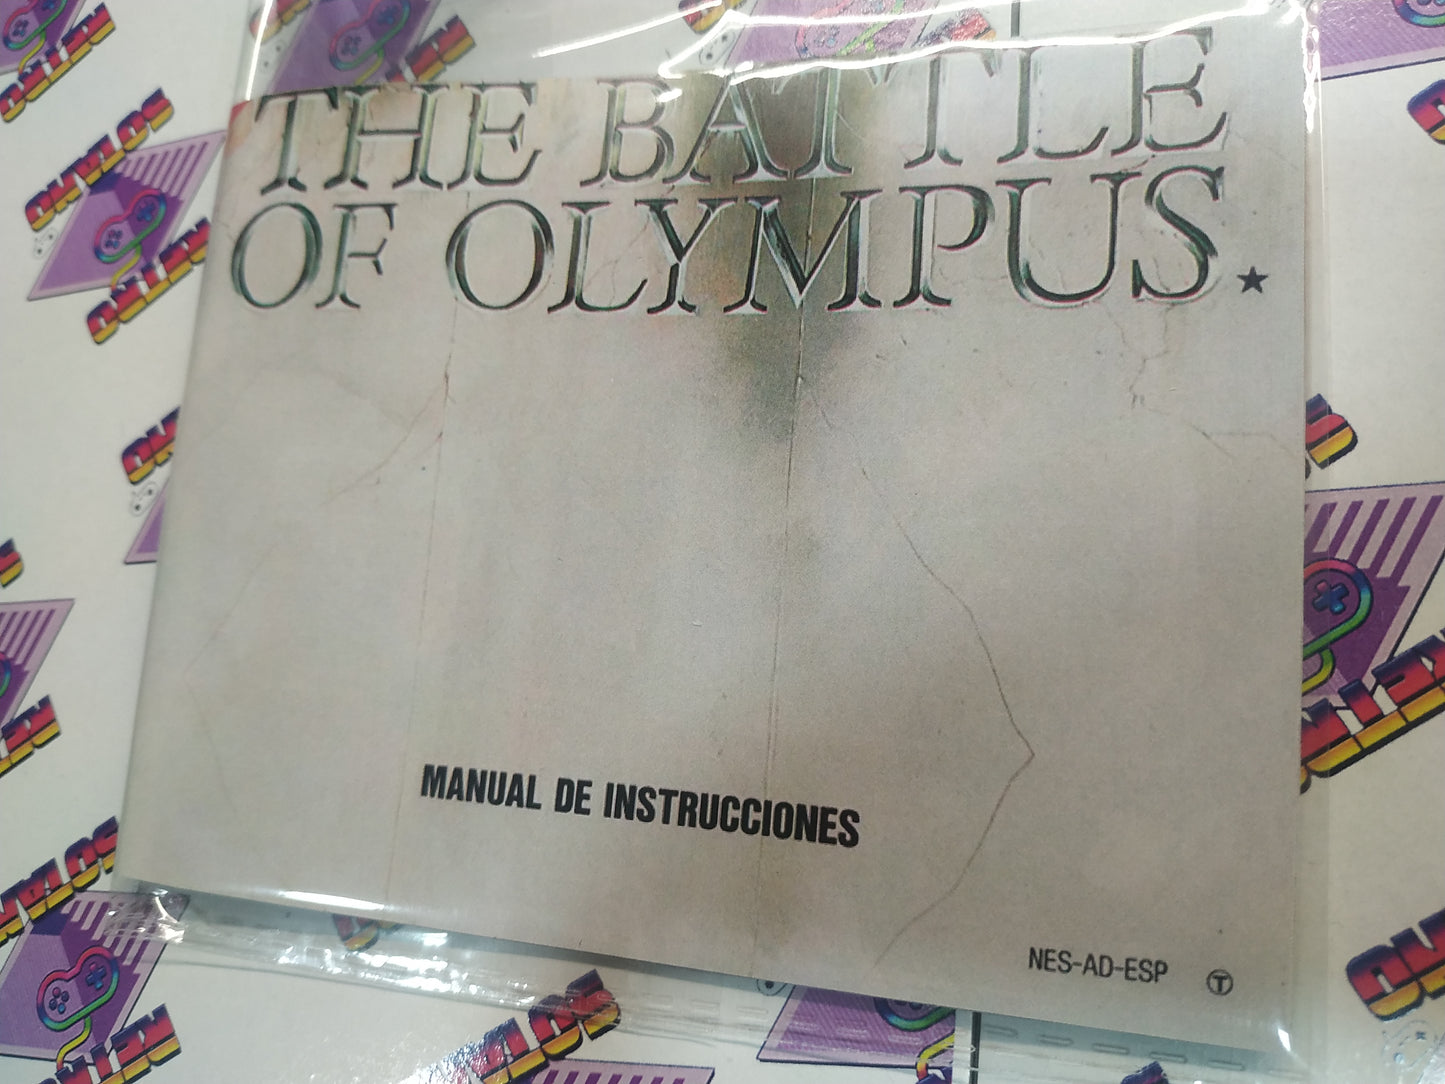 THE BATTLE
OF OLYMPUS.★
MANUAL DE INSTRUCCIONES
NES-AD-ESP Ⓣ